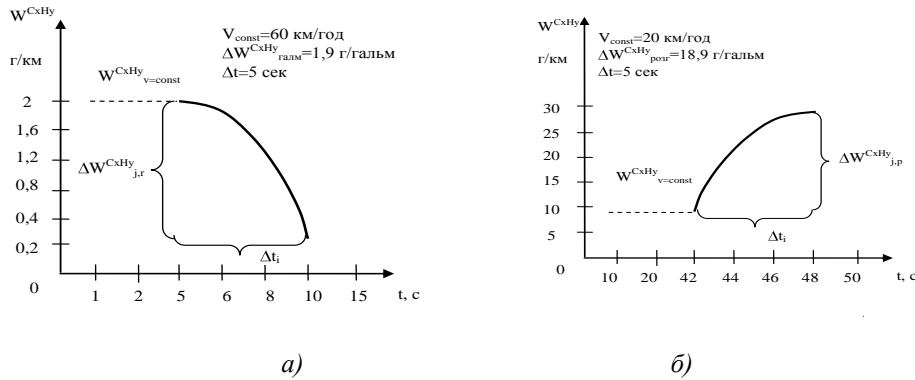 W^CxHy
г/км
V_const=60 км/год
ΔW^CxHy_галм=1,9 г/гальм
Δt=5 сек
W^CxHy_v=const
2
1,6
1,2
0,8
0,4
0,2
0
ΔW^CxHy_j,г
Δt_i
1 2 5 6 8 10 15 t, с
а)
W^CxHy
г/км
V_const=20 км/год
ΔW^CxHy_розг=18,9 г/гальм
Δt=5 сек
30
25
20
15
10
5
0
W^CxHy_v=const
ΔW^CxHy_j,р
Δt_i
10 20 42 44 46 48 50 t, с
б)